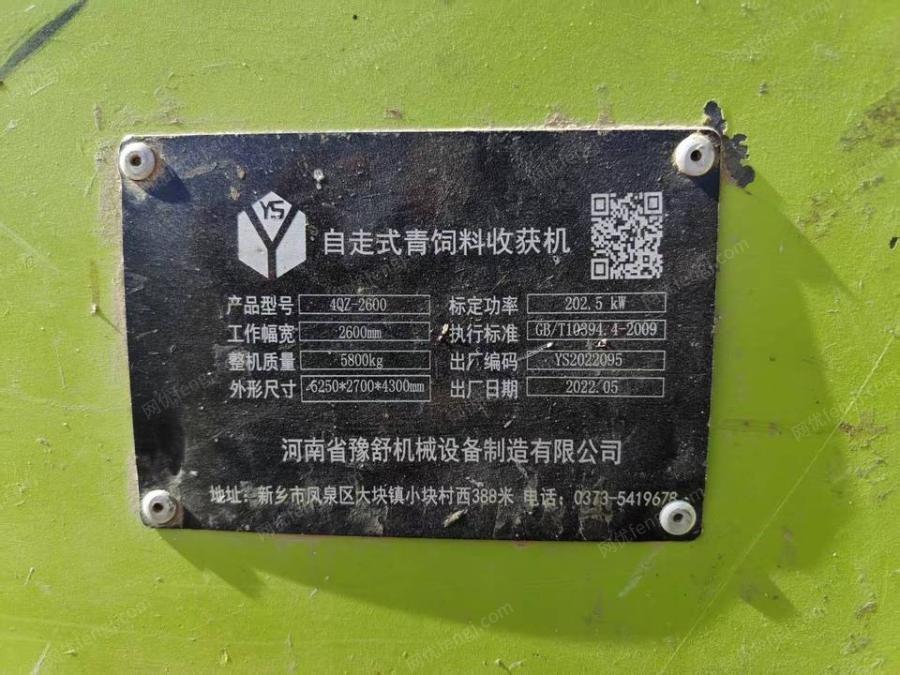 YS
自走式青饲料收获机
产品型号 4QZ-2600 标定功率 202.5 kW
工作幅宽 2600mm 执行标准 GB/T10394.4-2009
整机质量 5800kg 出厂编码 YS2022095
外形尺寸 6250*2700*4300mm 出厂日期 2022.05
河南省豫舒机械设备制造有限公司
地址：新乡市凤泉区大块镇小块村西388米 电话：0373-5419678